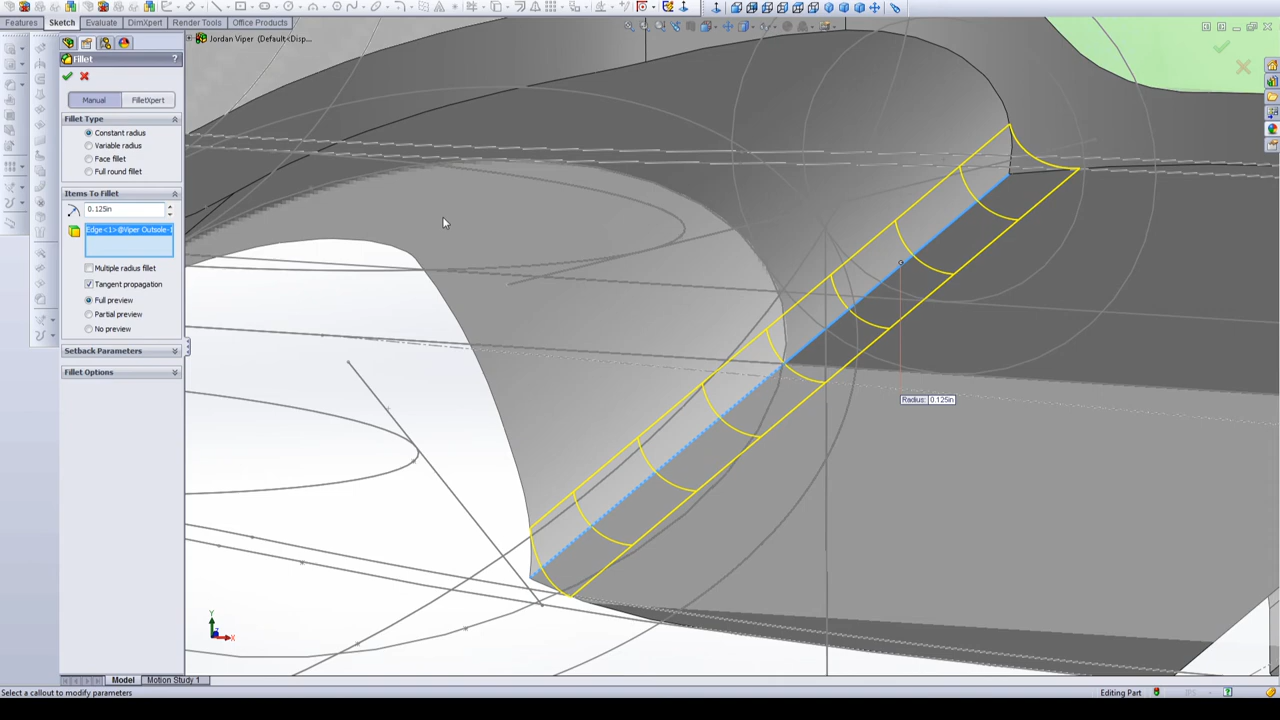 Features Sketch Evaluate DimXpert Render Tools Office Products
Jordan Viper (Default<Disp...
Fillet ?
Manual FilletXpert
Fillet Type
Constant radius
Variable radius
Face fillet
Full round fillet
Items To Fillet
0.125in
Edge<1>@Viper Outsole-1
Multiple radius fillet
Tangent propagation
Full preview
Partial preview
No preview
Setback Parameters
Fillet Options
Radius: 0.125in
Y
X
Model Motion Study 1
Select a callout to modify parameters Editing Part IPS ?